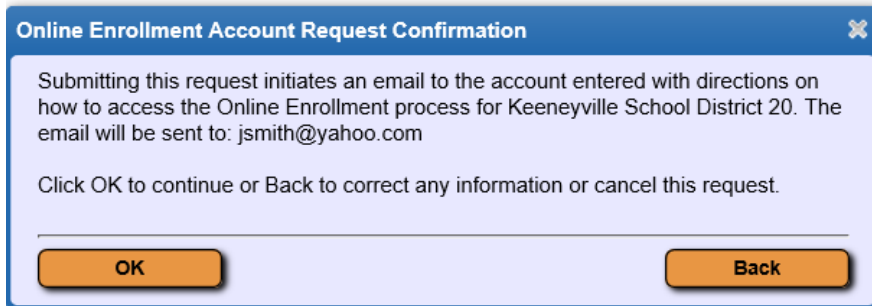 Online Enrollment Account Request Confirmation
Submitting this request initiates an email to the account entered with directions on
how to access the Online Enrollment process for Keeneyville School District 20. The
email will be sent to: jsmith@yahoo.com
Click OK to continue or Back to correct any information or cancel this request.
OK
Back